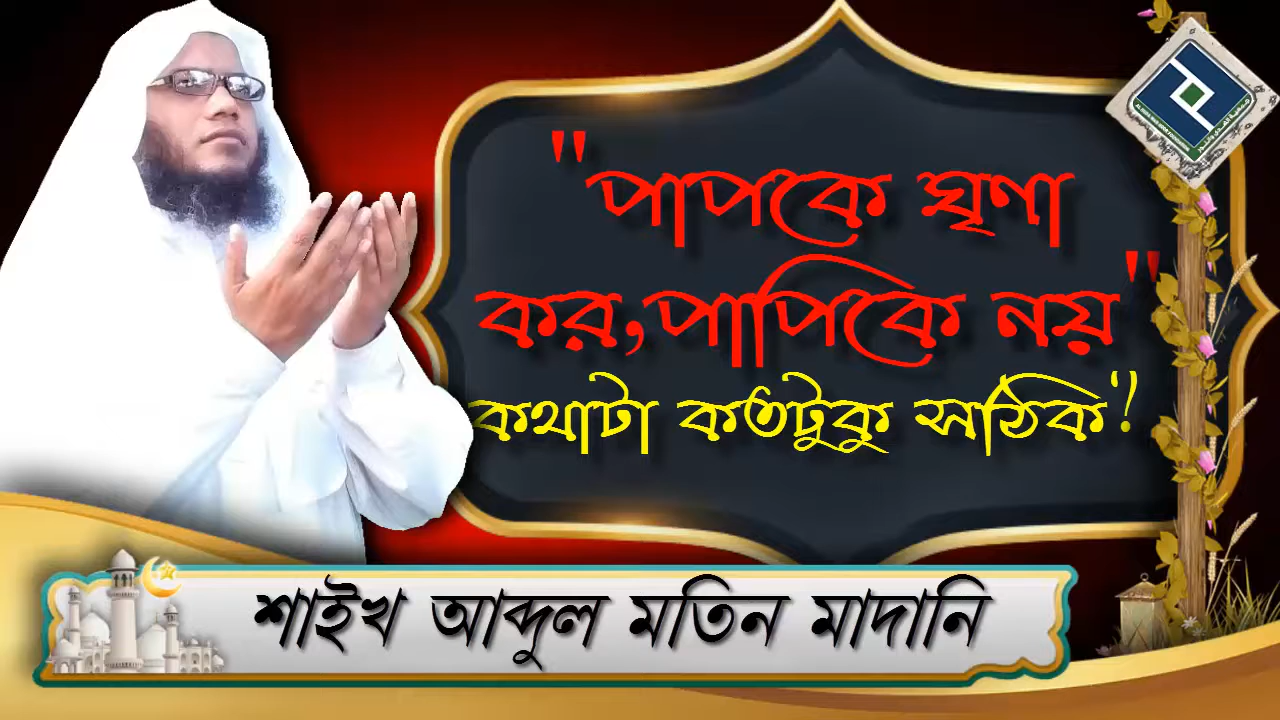 "পাপকে ঘৃণা
কর,পাপিকে নয়"
কথাটা কতটুকু সঠিক?
শাইখ আব্দুল মতিন মাদানি